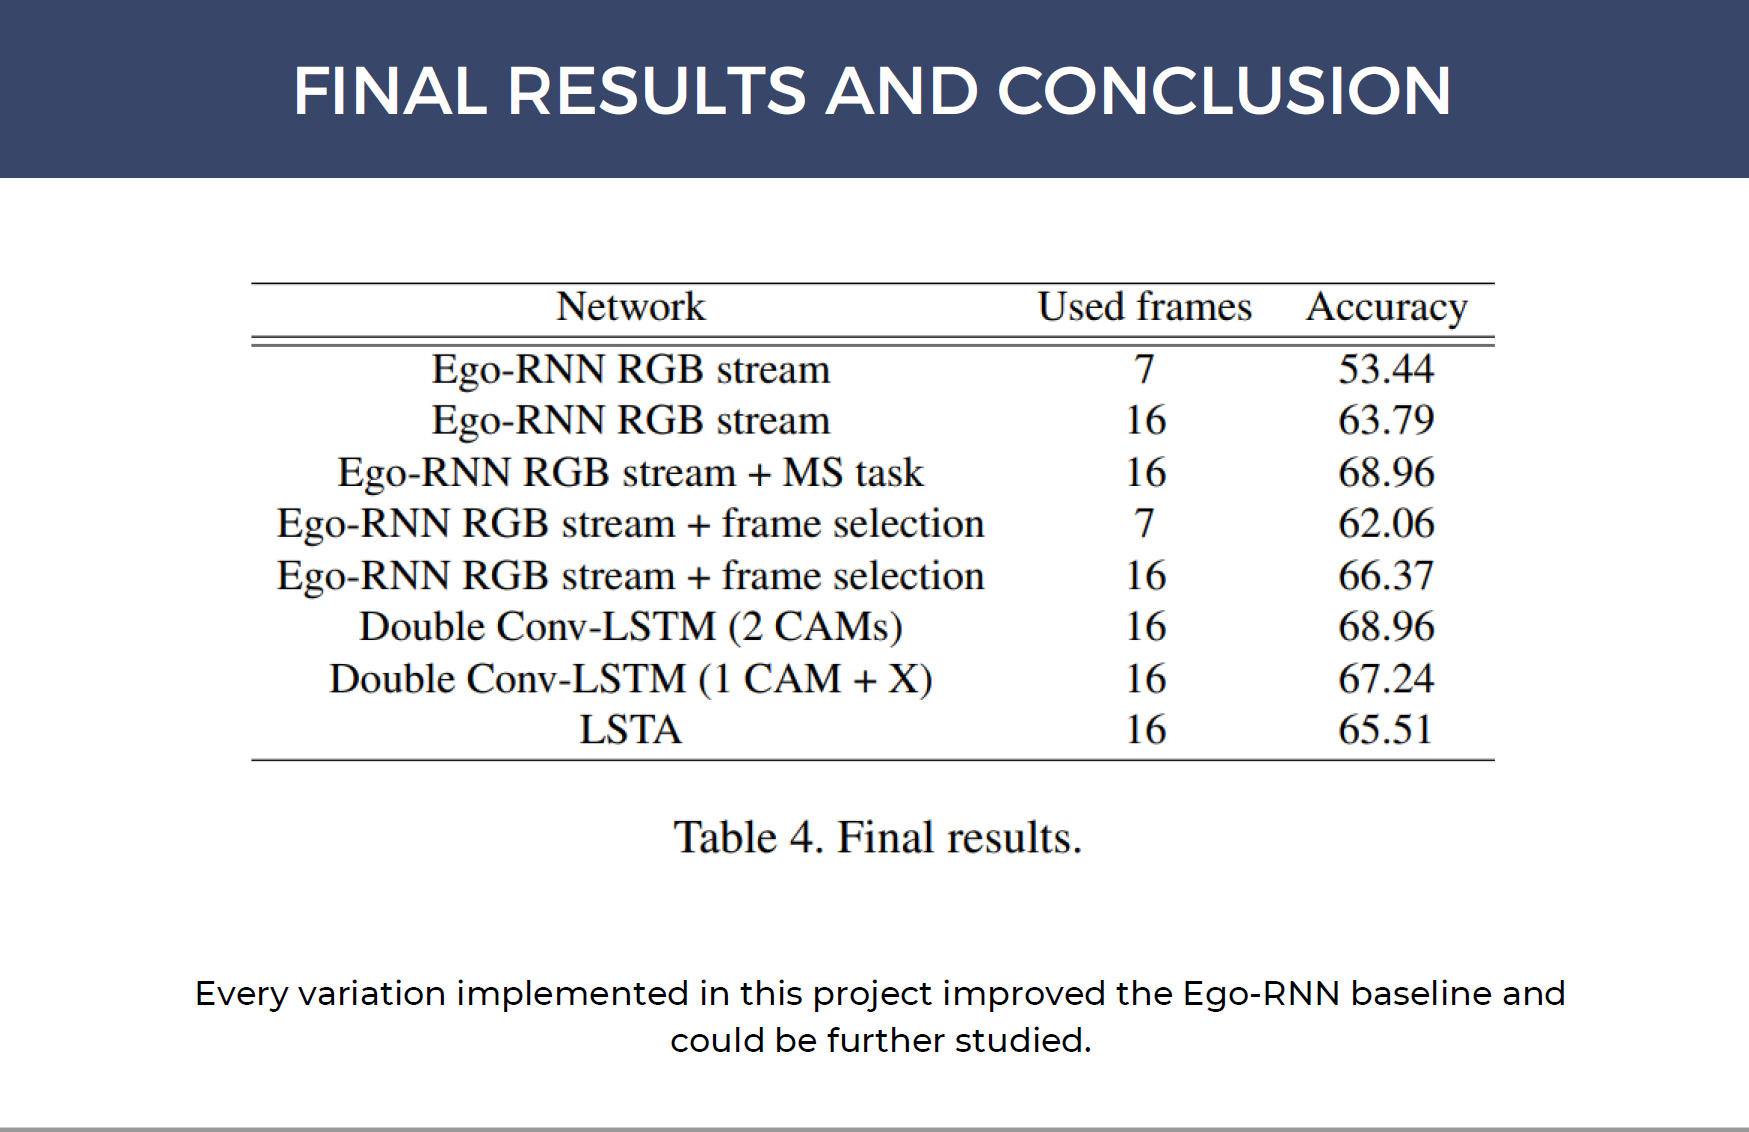 FINAL RESULTS AND CONCLUSION
Network Used frames Accuracy
Ego-RNN RGB stream 7 53.44
Ego-RNN RGB stream 16 63.79
Ego-RNN RGB stream + MS task 16 68.96
Ego-RNN RGB stream + frame selection 7 62.06
Ego-RNN RGB stream + frame selection 16 66.37
Double Conv-LSTM (2 CAMs) 16 68.96
Double Conv-LSTM (1 CAM + X) 16 67.24
LSTA 16 65.51
Table 4. Final results.
Every variation implemented in this project improved the Ego-RNN baseline and
could be further studied.